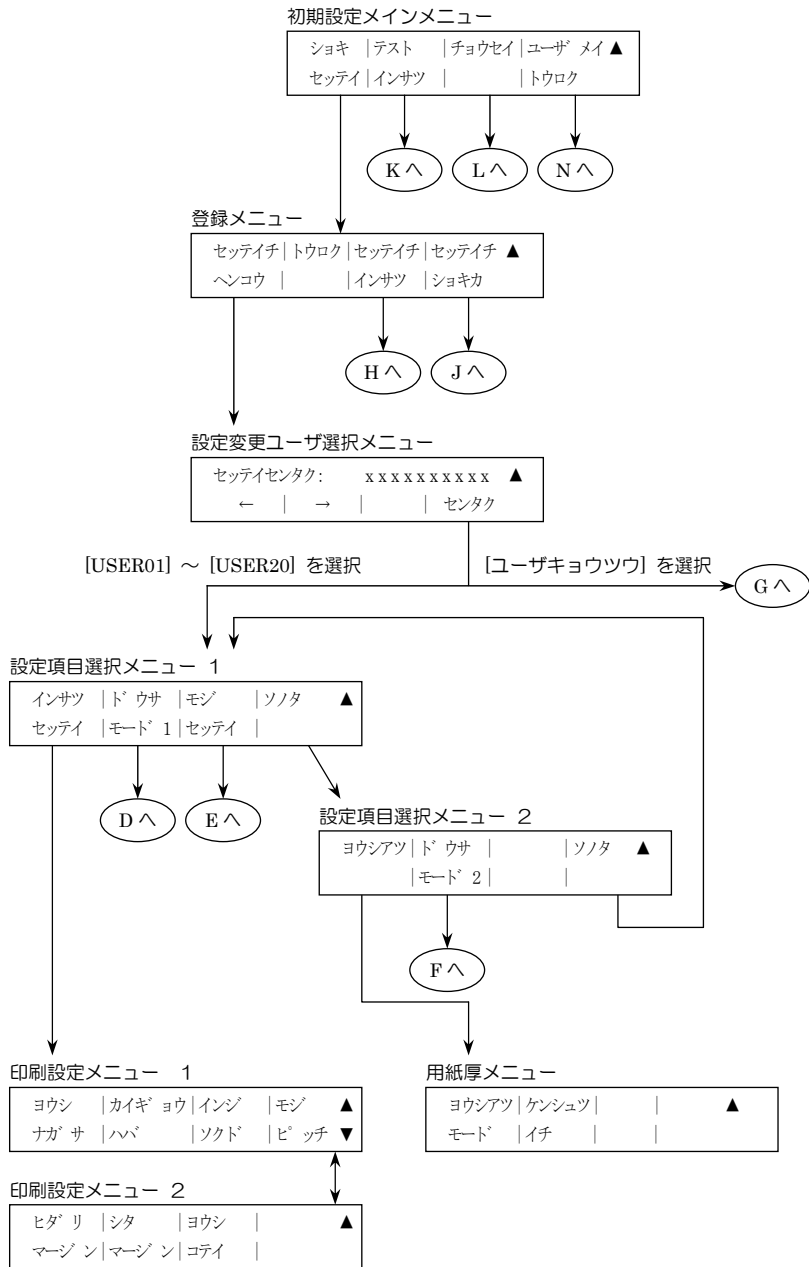 初期設定メインメニュー
ショキ |テスト |チョウセイ|ユーザ゛メイ ▲
セッテイ|インサツ | |トウロク
Kへ Lへ Nへ
登録メニュー
セッテイチ|トウロク|セッテイチ|セッテイチ ▲
ヘンコウ | |インサツ |ショキカ
Hへ Jへ
設定変更ユーザ選択メニュー
セッテイセンタク: xxxxxxxxxx ▲
← | → | | センタク
[USER01] ～ [USER20] を選択 [ユーザキョウツウ] を選択
Gへ
設定項目選択メニュー 1
インサツ |ド゛ウサ |モジ |ソノタ ▲
セッテイ |モード゛1|セッテイ |
Dへ Eへ
設定項目選択メニュー 2
ヨウシアツ|ド゛ウサ | |ソノタ ▲
|モード゛2| |
Fへ
印刷設定メニュー 1
ヨウシ |カイギ゛ョウ|インジ |モジ ▲
ナガ゛サ |ハバ |ソクド |ピ゜ッチ ▼
用紙厚メニュー
ヨウシアツ|ケンシュツ| | ▲
モード |イチ | |
印刷設定メニュー 2
ヒダ゛リ |シタ |ヨウシ | ▲
マージ゛ン|マージ゛ン|コテイ |